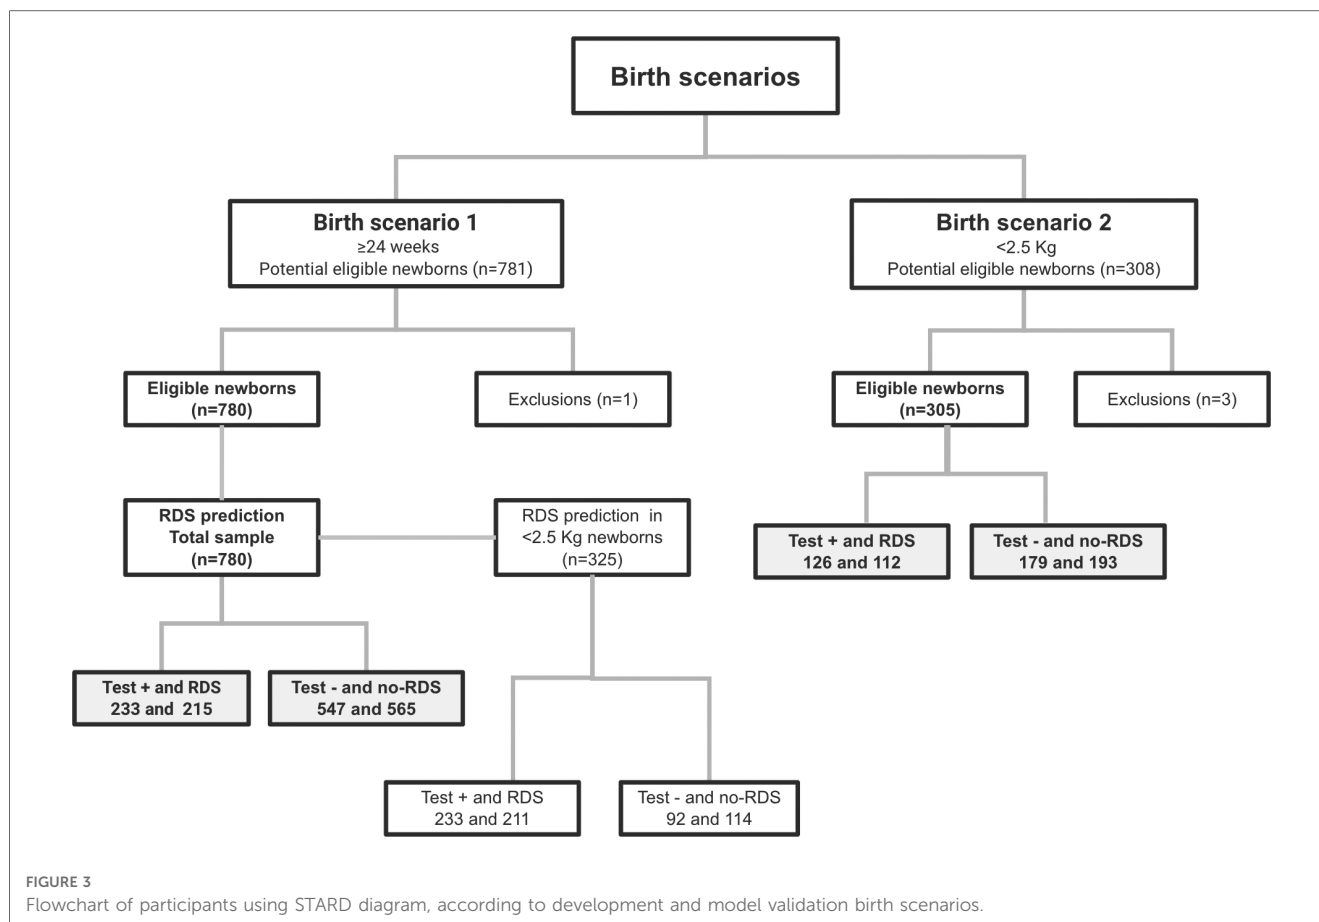 Birth scenarios
Birth scenario 1
≥24 weeks
Potential eligible newborns (n=781)
Birth scenario 2
<2.5 Kg
Potential eligible newborns (n=308)
Eligible newborns
(n=780)
Exclusions (n=1)
Eligible newborns
(n=305)
Exclusions (n=3)
RDS prediction
Total sample
(n=780)
RDS prediction in
<2.5 Kg newborns
(n=325)
Test + and RDS
126 and 112
Test - and no-RDS
179 and 193
Test + and RDS
233 and 215
Test - and no-RDS
547 and 565
Test + and RDS
233 and 211
Test - and no-RDS
92 and 114
FIGURE 3
Flowchart of participants using STARD diagram, according to development and model validation birth scenarios.